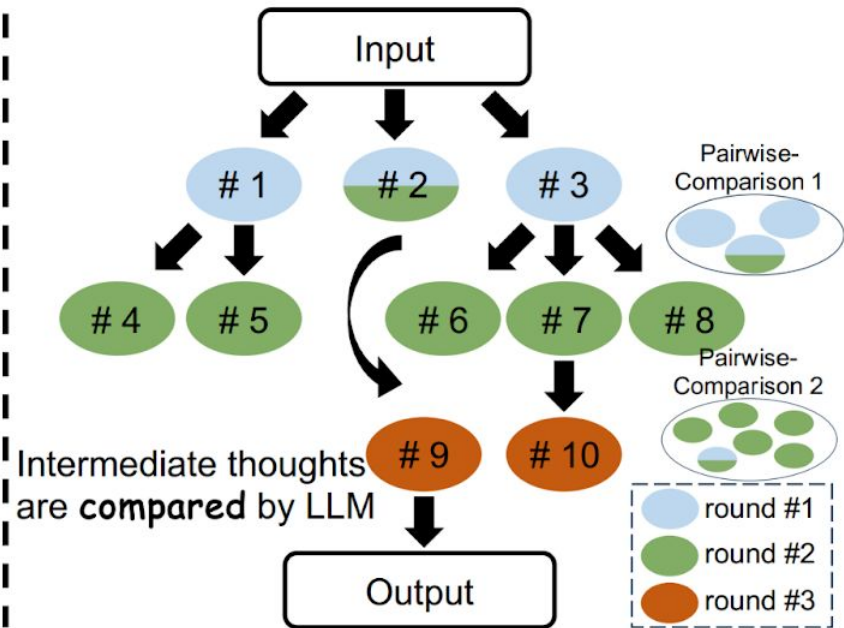 Input
# 1
# 2
# 3
Pairwise-
Comparison 1
# 4
# 5
# 6
# 7
# 8
Pairwise-
Comparison 2
# 9
# 10
Intermediate thoughts
are compared by LLM
round #1
round #2
round #3
Output